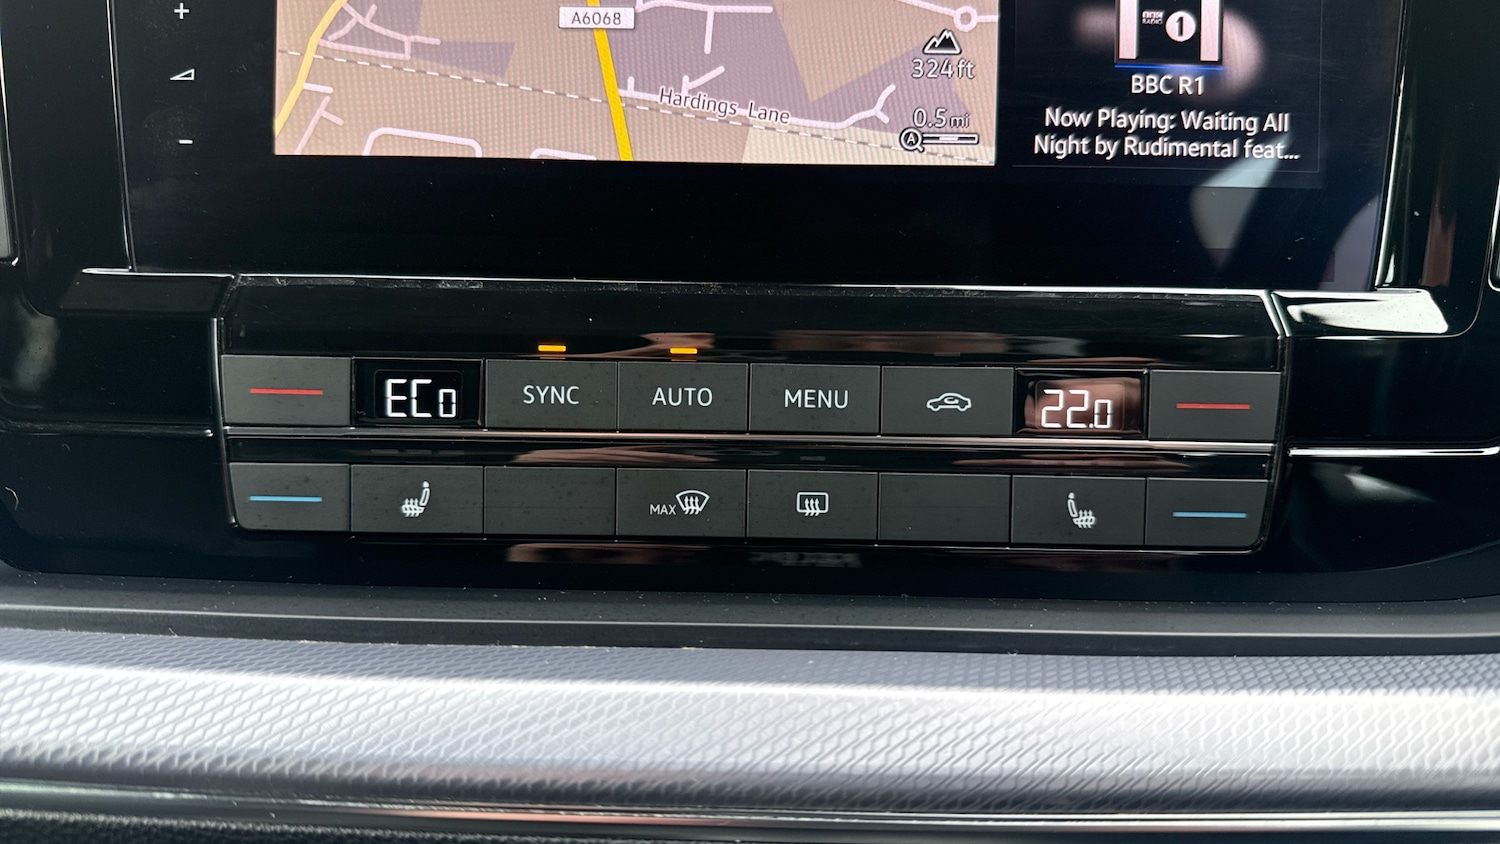 +
-
A6068
Hardings Lane
324ft
0.5mi
A
1
BBC R1
Now Playing: Waiting All
Night by Rudimental feat...
ECO
SYNC
AUTO
MENU
22.0
MAX